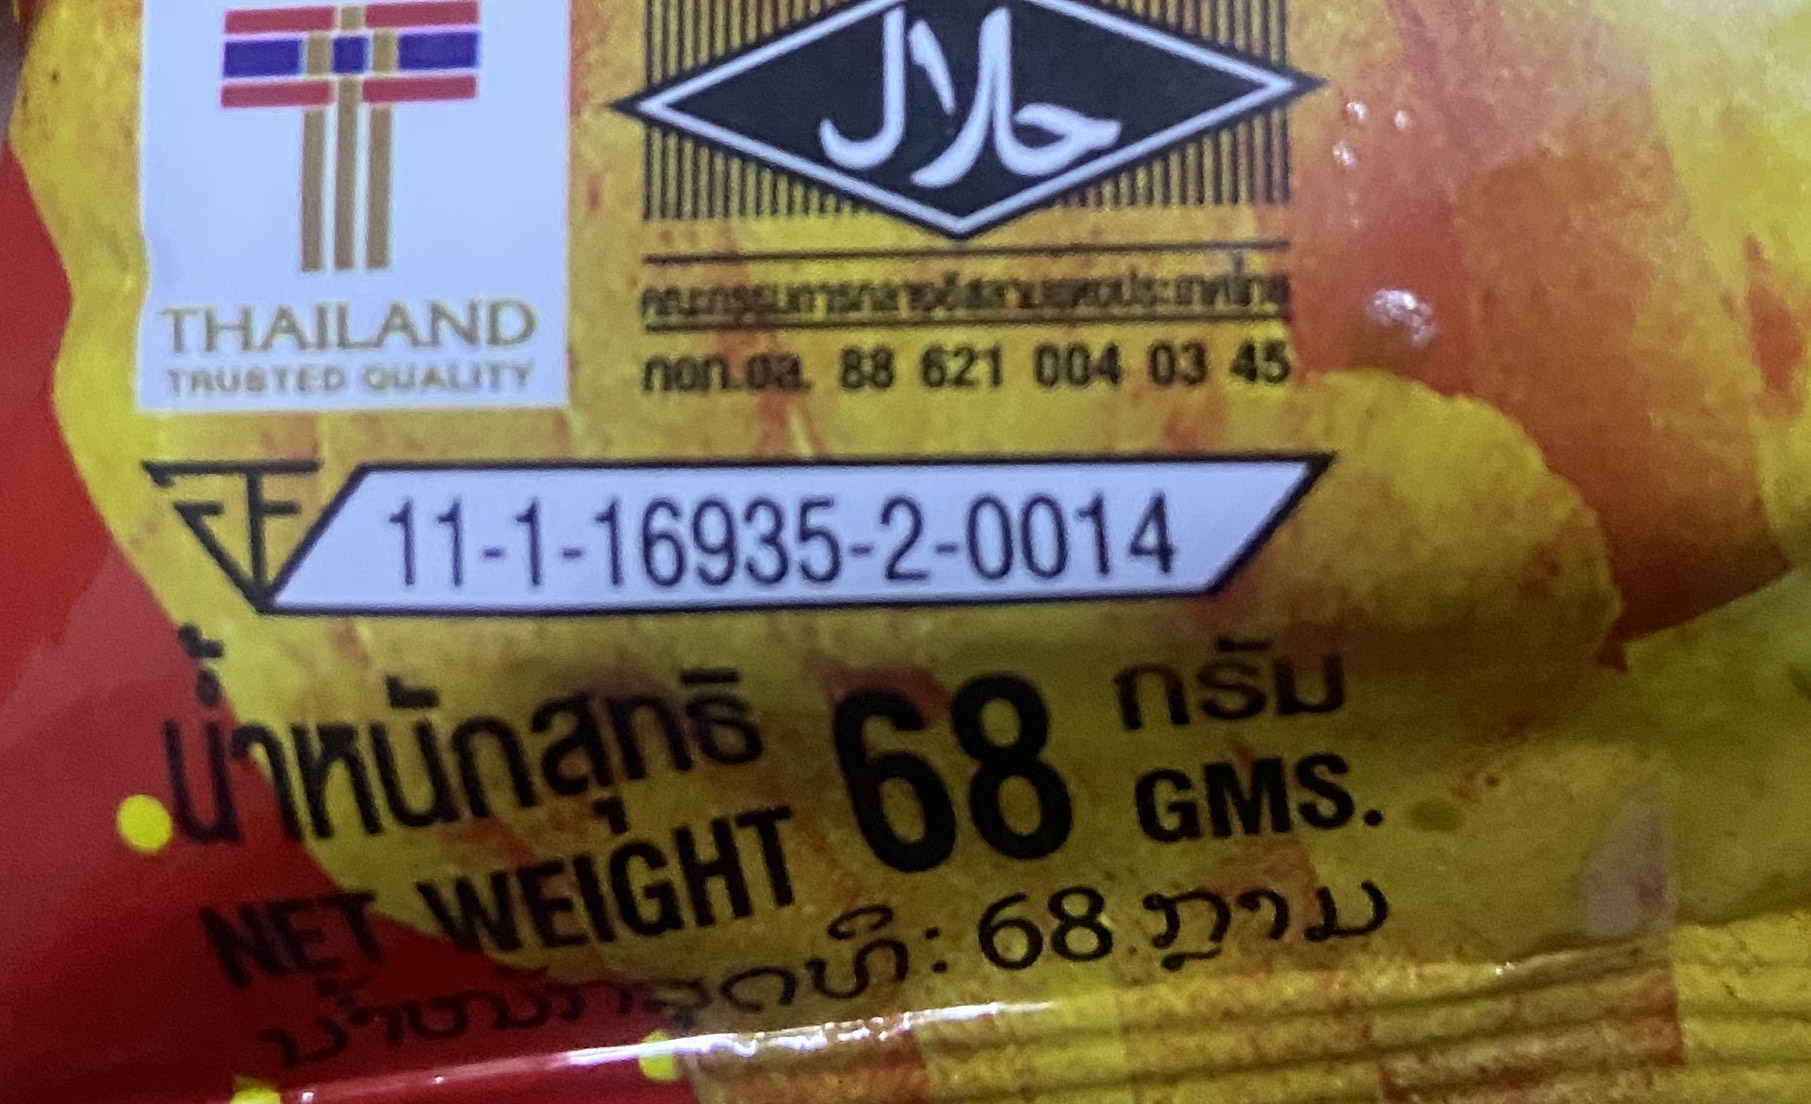 THAILAND
TRUSTED QUALITY
حلال
คณะกรรมการกลางอิสลามแห่งประเทศไทย
กอท.ฮล. 88 621 004 03 45
11-1-16935-2-0014
น้ำหนักสุทธิ 68 กรัม
NET WEIGHT GMS.
ນ້ຳໜັກສຸດທິ: 68 ກຼາມ